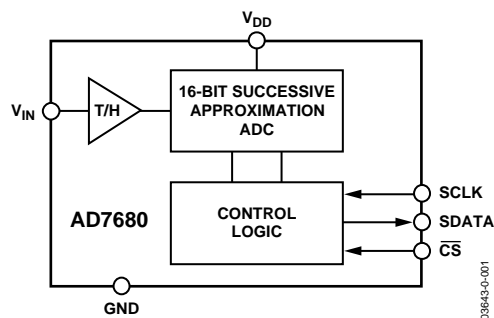 VDD
16-BIT SUCCESSIVE
APPROXIMATION
ADC
VIN
T/H
AD7680
CONTROL
LOGIC
SCLK
SDATA
CS
GND
03643-0-001